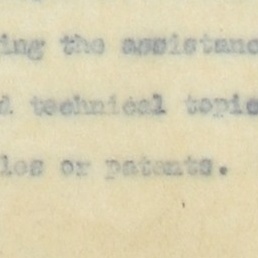 ing the assistanc
d technical topic
les or patents.